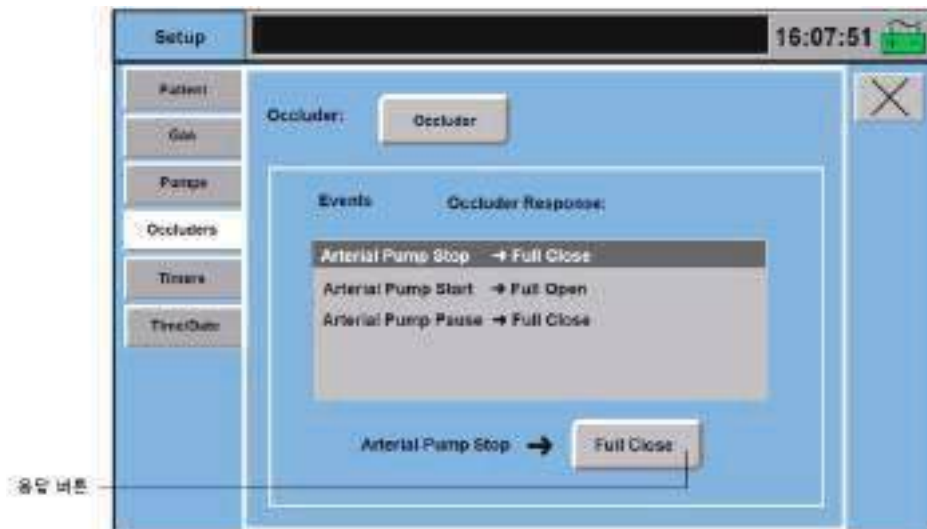 Setup
16:07:51
Patient
Gas
Pumps
Occluders
Timers
Time/Date
Occluder:
Occluder
Events
Occluder Response:
Arterial Pump Stop → Full Close
Arterial Pump Start → Full Open
Arterial Pump Pause → Full Close
Arterial Pump Stop → Full Close
응답 버튼